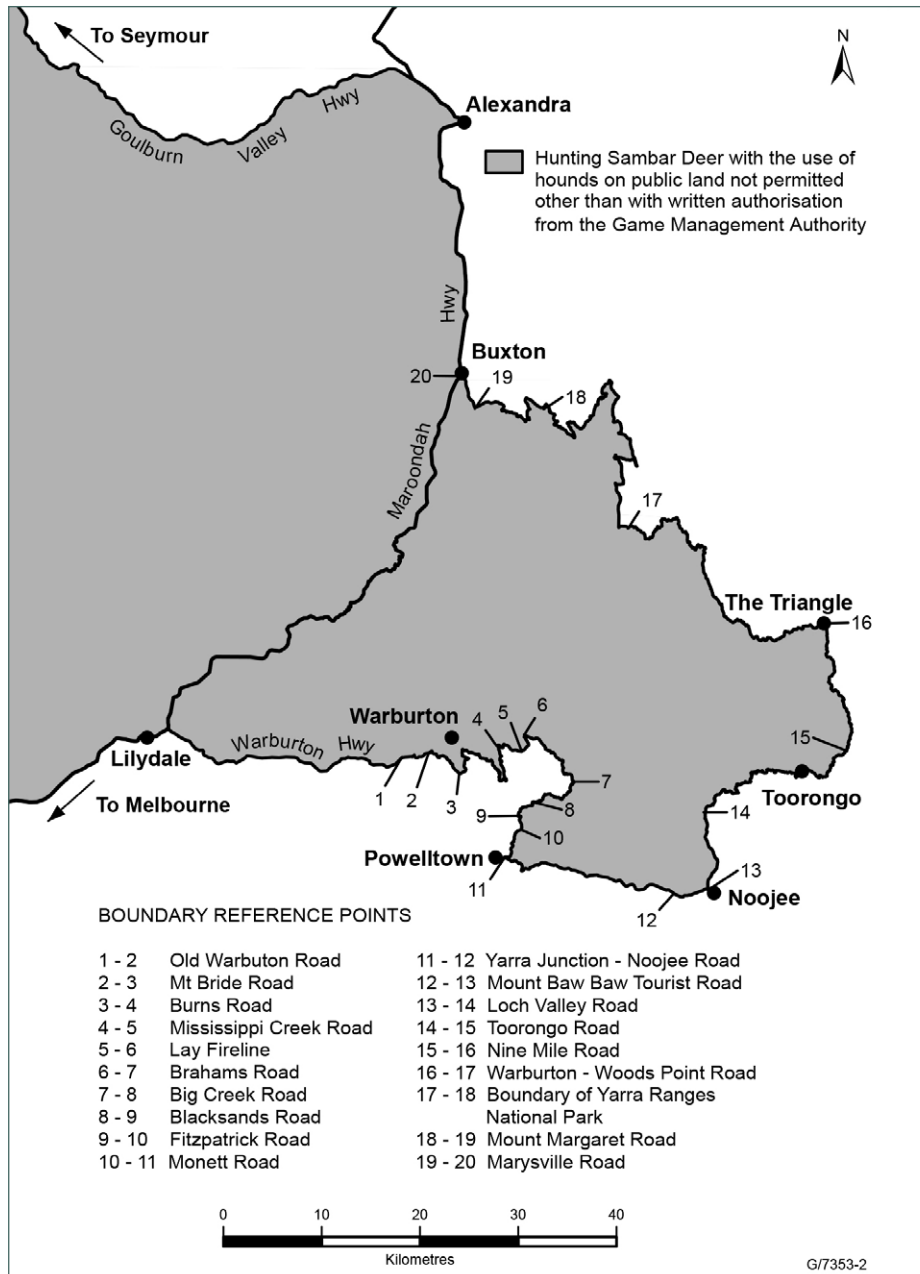 To Seymour
N
Alexandra
Goulburn Valley Hwy
Hunting Sambar Deer with the use of
hounds on public land not permitted
other than with written authorisation
from the Game Management Authority
Hwy
Buxton
20
19
18
Maroondah
17
The Triangle
16
Warburton
4
5
6
15
Lilydale
Warburton Hwy
To Melbourne
1
2
3
7
Toorongo
8
9
14
10
Powelltown
11
13
12
Noojee
BOUNDARY REFERENCE POINTS
1 - 2 Old Warbuton Road
2 - 3 Mt Bride Road
3 - 4 Burns Road
4 - 5 Mississippi Creek Road
5 - 6 Lay Fireline
6 - 7 Brahams Road
7 - 8 Big Creek Road
8 - 9 Blacksands Road
9 - 10 Fitzpatrick Road
10 - 11 Monett Road
11 - 12 Yarra Junction - Noojee Road
12 - 13 Mount Baw Baw Tourist Road
13 - 14 Loch Valley Road
14 - 15 Toorongo Road
15 - 16 Nine Mile Road
16 - 17 Warburton - Woods Point Road
17 - 18 Boundary of Yarra Ranges
National Park
18 - 19 Mount Margaret Road
19 - 20 Marysville Road
0 10 20 30 40
Kilometres
G/7353-2